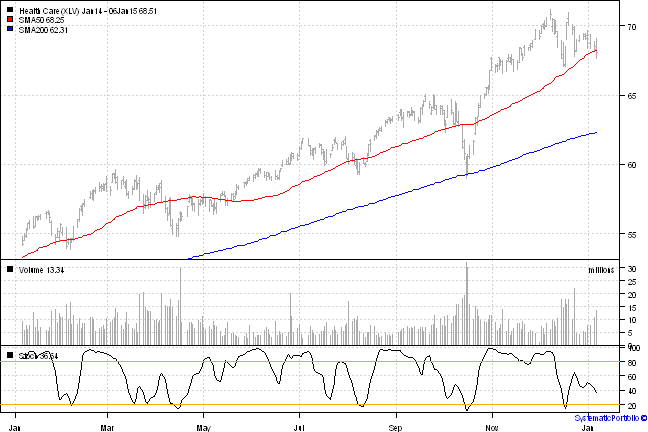 Health Care (XLV) Jan14 - 06Jan15 68.51
SMA50 68.25
SMA200 62.31
70
65
60
55
Volume 13.34
millions
30
25
20
15
10
5
0
100
80
60
40
20
Jan
Mar
May
Jul
Sep
Nov
Jan
SystematicPortfolio ©